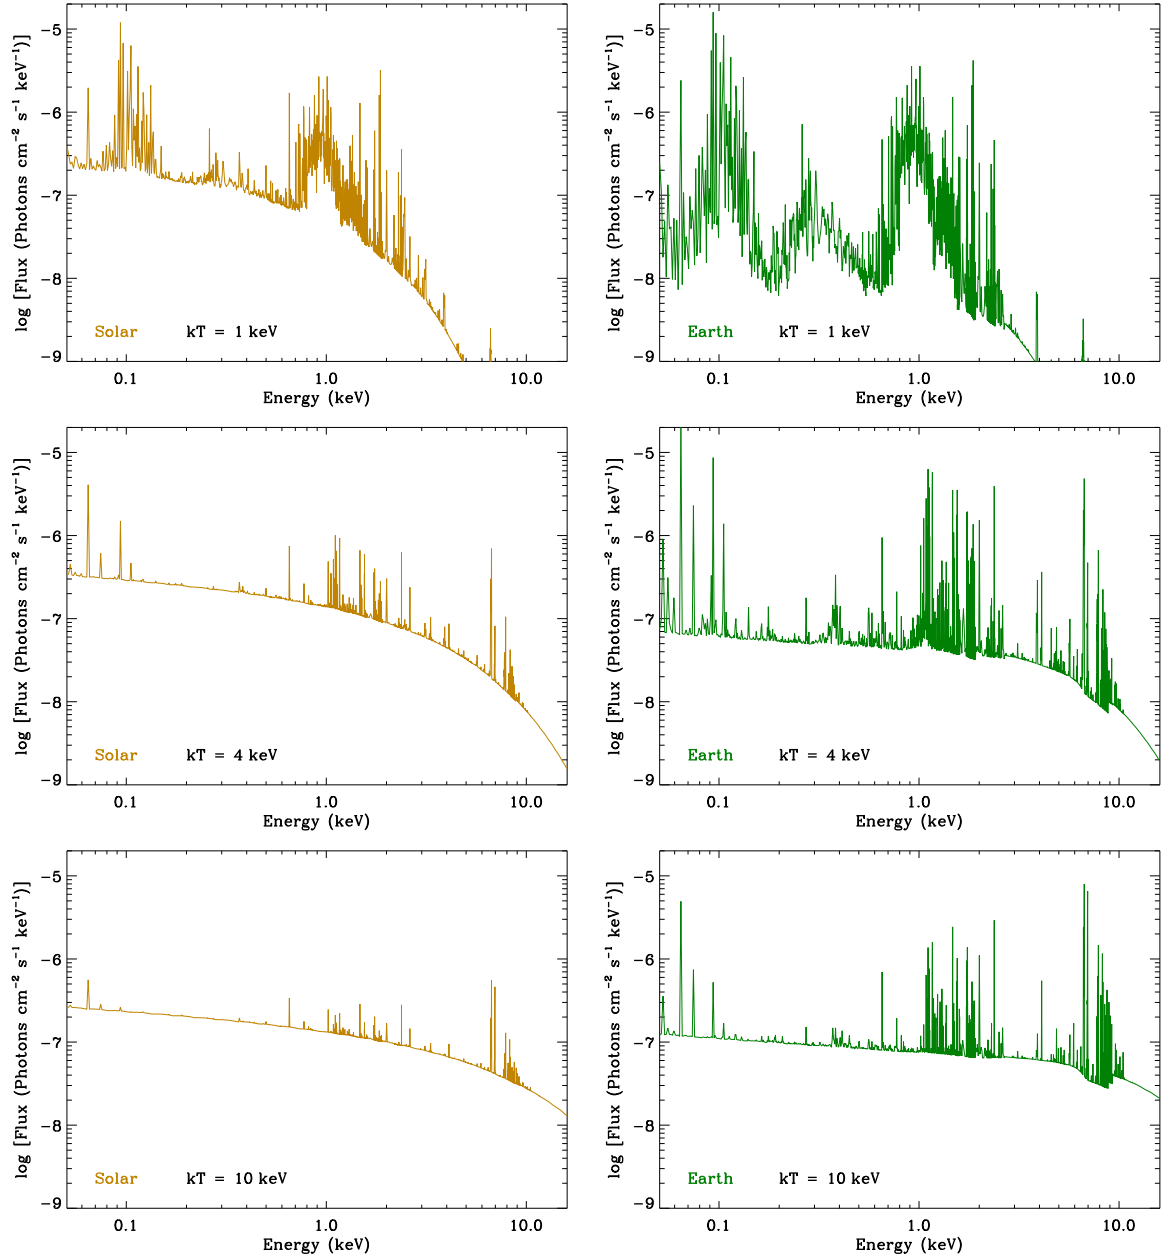 log [Flux (Photons cm⁻² s⁻¹ keV⁻¹)]
-5
-6
-7
-8
-9
Solar kT = 1 keV
0.1 1.0 10.0
Energy (keV)
log [Flux (Photons cm⁻² s⁻¹ keV⁻¹)]
-5
-6
-7
-8
-9
Earth kT = 1 keV
0.1 1.0 10.0
Energy (keV)
log [Flux (Photons cm⁻² s⁻¹ keV⁻¹)]
-5
-6
-7
-8
-9
Solar kT = 4 keV
0.1 1.0 10.0
Energy (keV)
log [Flux (Photons cm⁻² s⁻¹ keV⁻¹)]
-5
-6
-7
-8
-9
Earth kT = 4 keV
0.1 1.0 10.0
Energy (keV)
log [Flux (Photons cm⁻² s⁻¹ keV⁻¹)]
-5
-6
-7
-8
-9
Solar kT = 10 keV
0.1 1.0 10.0
Energy (keV)
log [Flux (Photons cm⁻² s⁻¹ keV⁻¹)]
-5
-6
-7
-8
-9
Earth kT = 10 keV
0.1 1.0 10.0
Energy (keV)